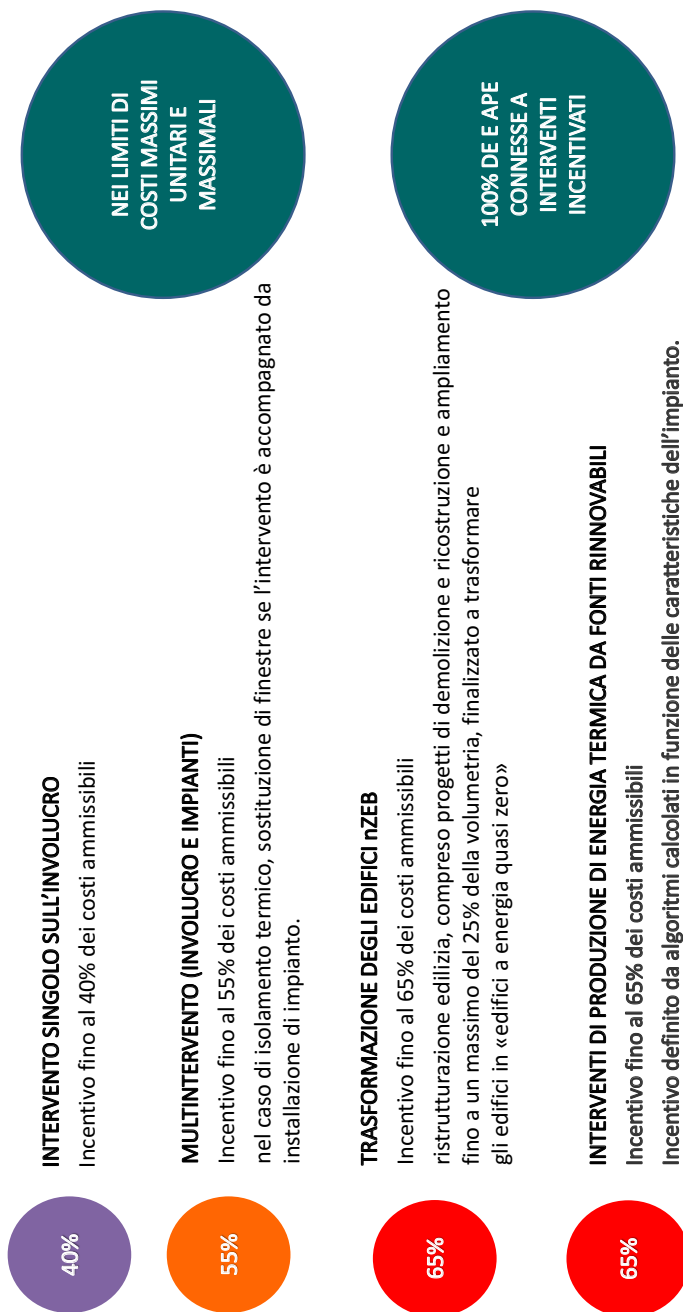 40%
INTERVENTO SINGOLO SULL'INVOLUCRO
Incentivo fino al 40% dei costi ammissibili
55%
MULTINTERVENTO (INVOLUCRO E IMPIANTI)
Incentivo fino al 55% dei costi ammissibili
nel caso di isolamento termico, sostituzione di finestre se l'intervento è accompagnato da
installazione di impianto.
65%
TRASFORMAZIONE DEGLI EDIFICI nZEB
Incentivo fino al 65% dei costi ammissibili
ristrutturazione edilizia, compreso progetti di demolizione e ricostruzione e ampliamento
fino a un massimo del 25% della volumetria, finalizzato a trasformare
gli edifici in «edifici a energia quasi zero»
65%
INTERVENTI DI PRODUZIONE DI ENERGIA TERMICA DA FONTI RINNOVABILI
Incentivo fino al 65% dei costi ammissibili
Incentivo definito da algoritmi calcolati in funzione delle caratteristiche dell'impianto.
NEI LIMITI DI
COSTI MASSIMI
UNITARI E
MASSIMALI
100% DE E APE
CONNESSE A
INTERVENTI
INCENTIVATI